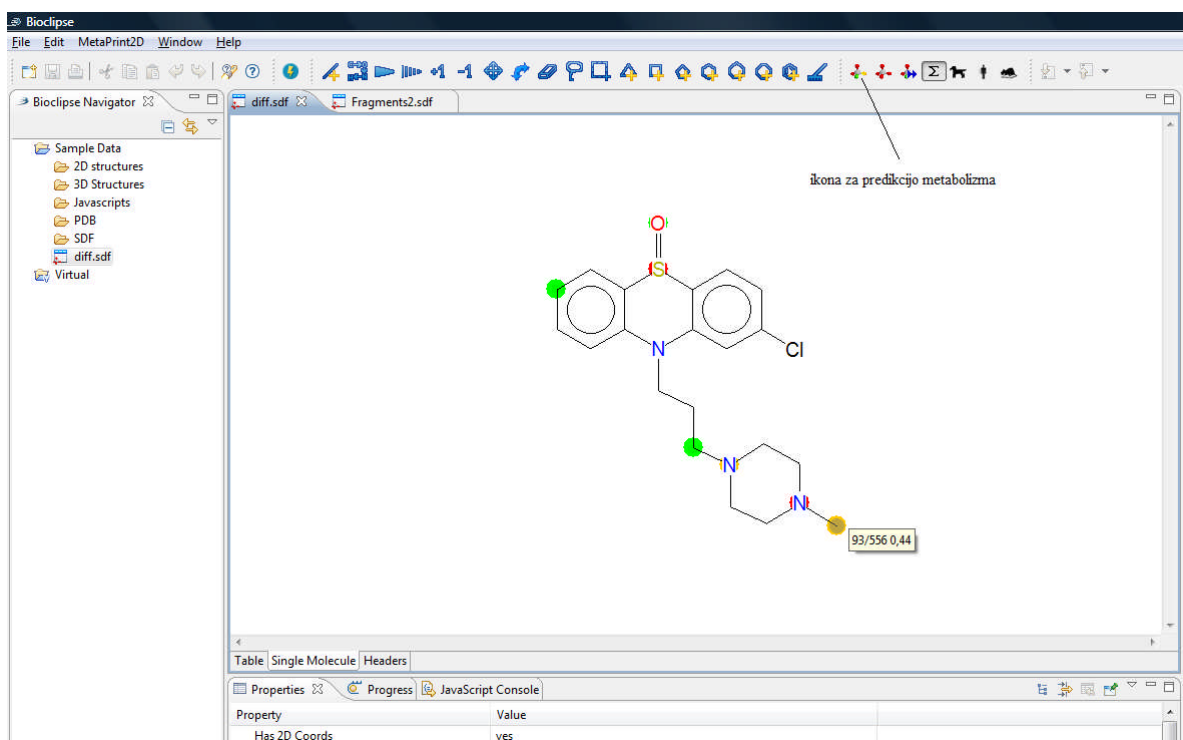 Bioclipse
File Edit MetaPrint2D Window Help
+1 -1 Σ
Bioclipse Navigator
diff.sdf Fragments2.sdf
Sample Data
2D structures
3D Structures
Javascripts
PDB
SDF
diff.sdf
Virtual
ikona za predikcijo metabolizma
O
S
N
Cl
N
N
93/556 0,44
Table Single Molecule Headers
Properties Progress JavaScript Console
Property Value
Has 2D Coords yes